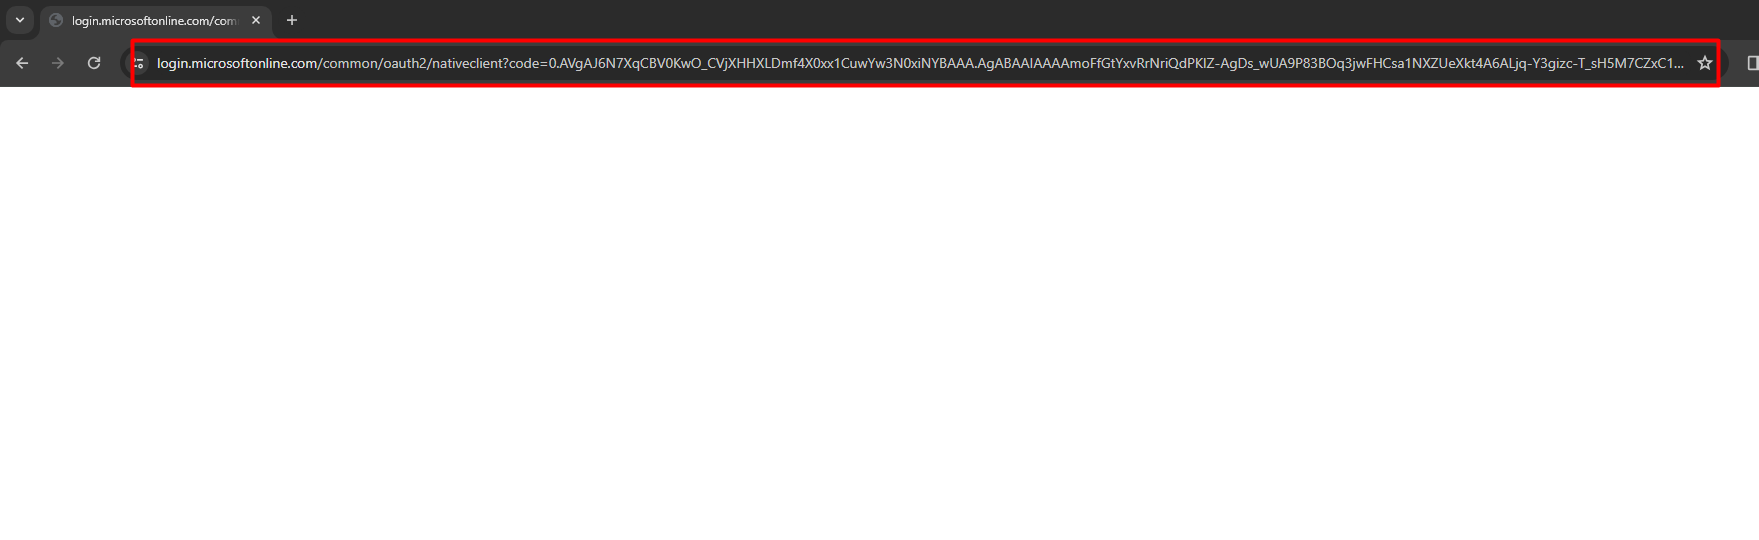 login.microsoftonline.com/com
login.microsoftonline.com/common/oauth2/nativeclient?code=0.AVgAJ6N7XqCBV0KwO_CVjXHHXLDmf4X0xx1CuwYw3N0xiNYBAAA.AgABAAIAAAAmoFfGtYxvRrNriQdPKIZ-AgDs_wUA9P83BOq3jwFHCsa1NXZUeXkt4A6ALjq-Y3gizc-T_sH5M7CZxC1...